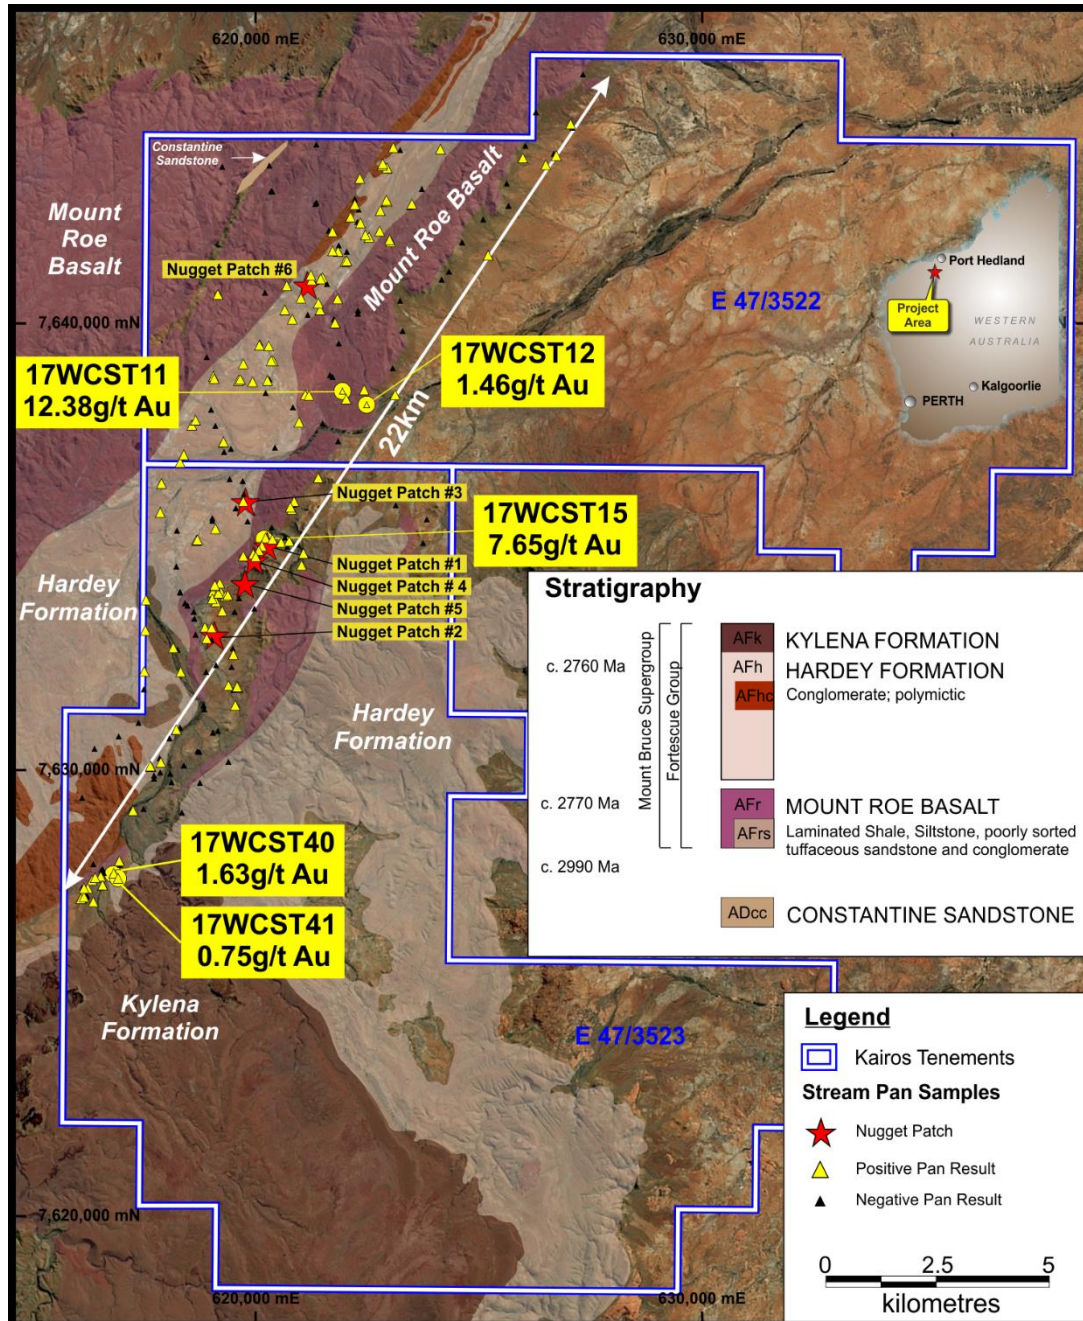 620,000 mE
630,000 mE
Constantine
Sandstone
Mount
Roe
Basalt
Mount Roe Basalt
Nugget Patch #6
7,640,000 mN
E 47/3522
Port Hedland
Project
Area
WESTERN
AUSTRALIA
Kalgoorlie
PERTH
17WCST11
12.38g/t Au
17WCST12
1.46g/t Au
22km
Nugget Patch #3
17WCST15
7.65g/t Au
Nugget Patch #1
Nugget Patch # 4
Nugget Patch #5
Nugget Patch #2
Hardey
Formation
Hardey
Formation
7,630,000 mN
17WCST40
1.63g/t Au
17WCST41
0.75g/t Au
Kylena
Formation
E 47/3523
7,620,000 mN
620,000 mE
630,000 mE
Stratigraphy
Mount Bruce Supergroup
Fortescue Group
c. 2760 Ma
c. 2770 Ma
c. 2990 Ma
AFk KYLENA FORMATION
AFh HARDEY FORMATION
AFhc Conglomerate; polymictic
AFr MOUNT ROE BASALT
AFrs Laminated Shale, Siltstone, poorly sorted
tuffaceous sandstone and conglomerate
ADcc CONSTANTINE SANDSTONE
Legend
Kairos Tenements
Stream Pan Samples
Nugget Patch
Positive Pan Result
Negative Pan Result
0 2.5 5
kilometres